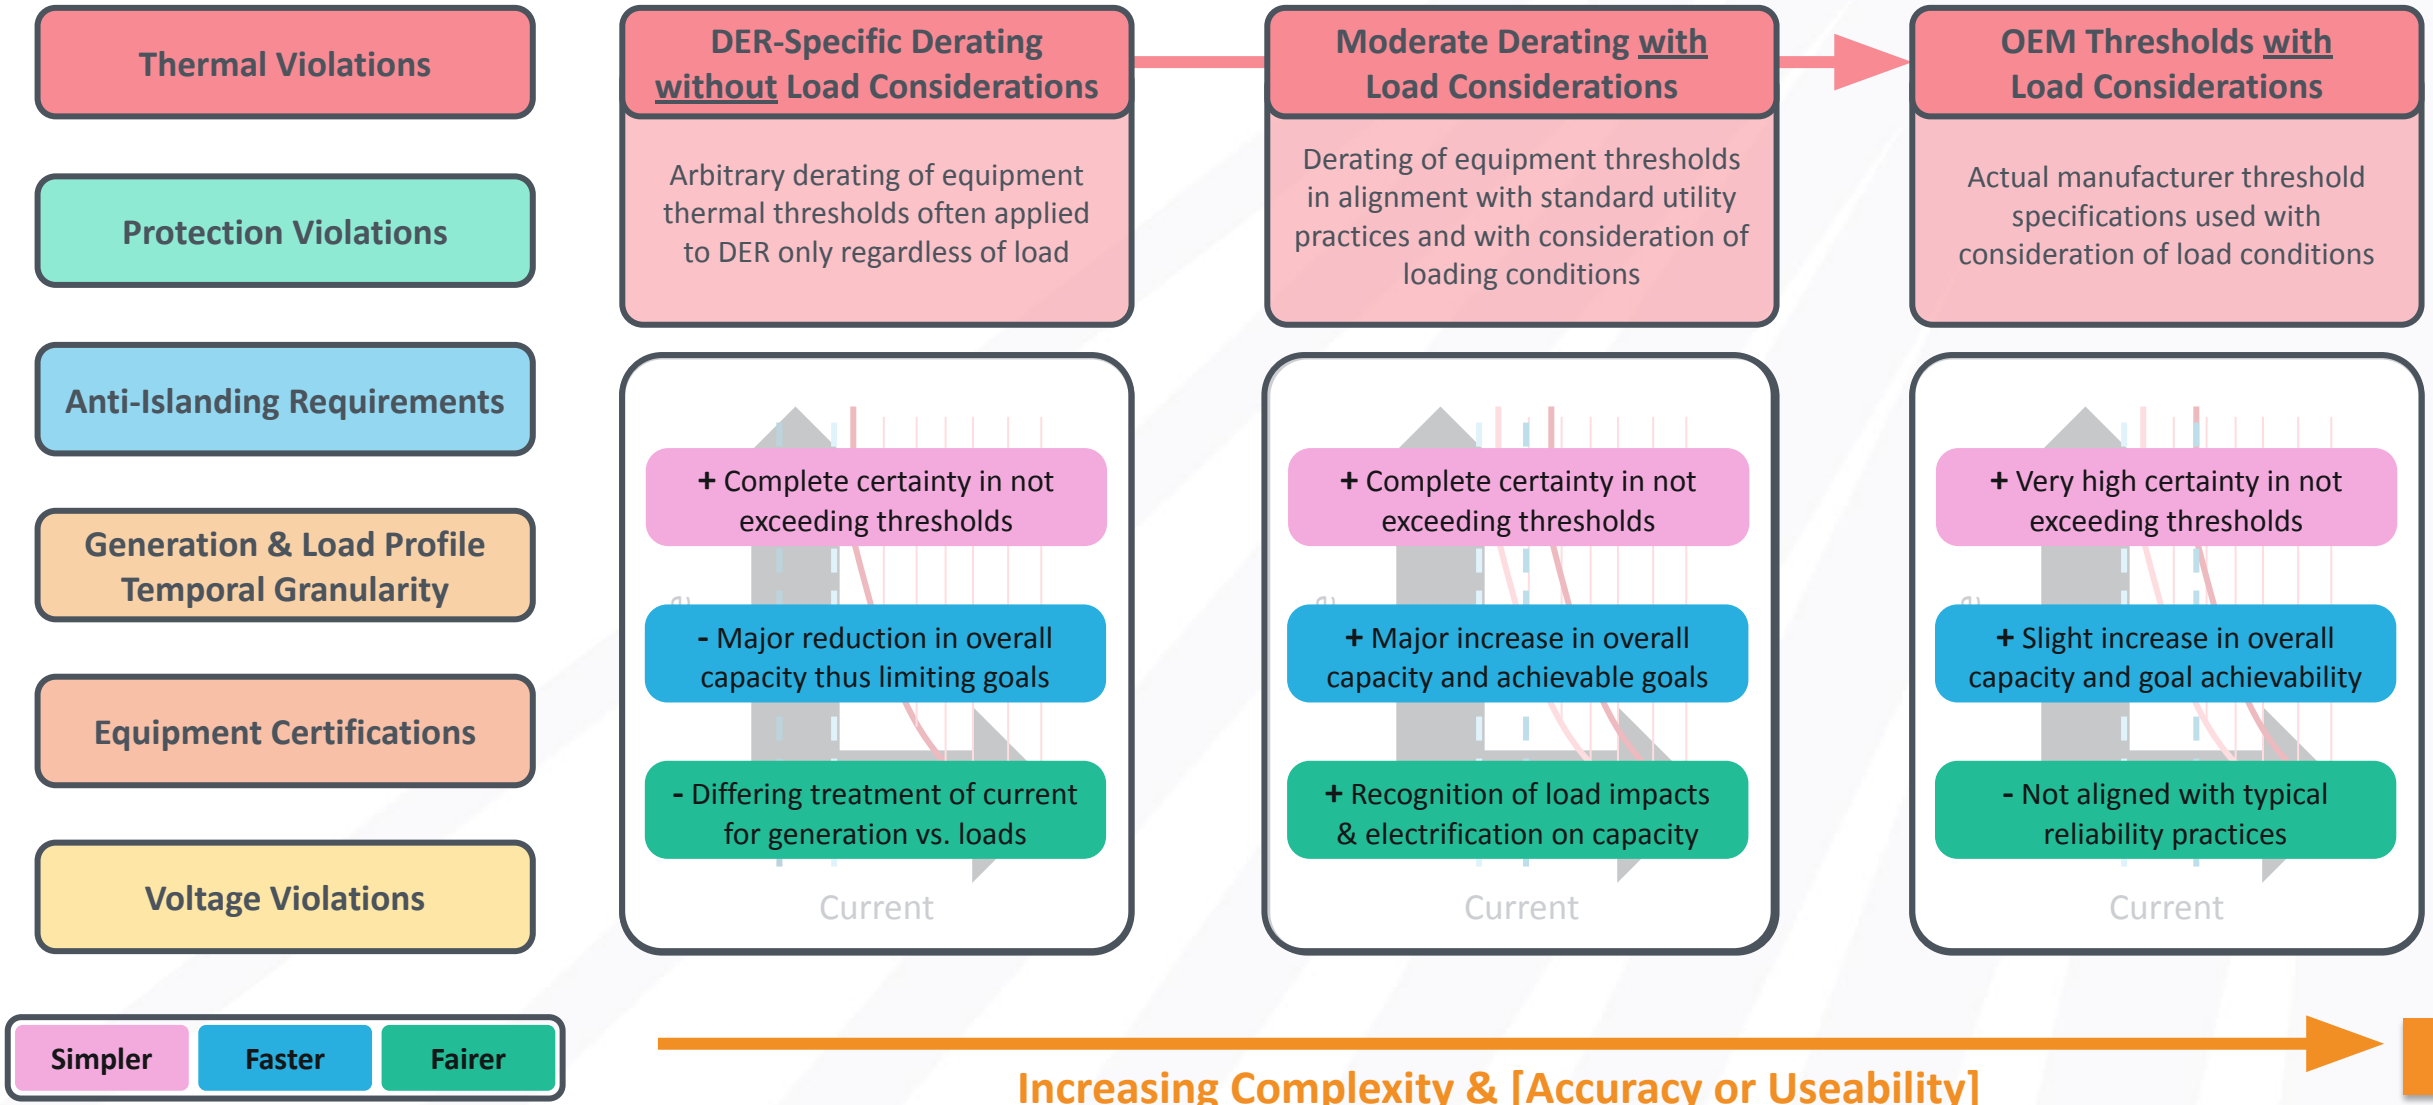 Thermal Violations
Protection Violations
Anti-Islanding Requirements
Generation & Load Profile
Temporal Granularity
Equipment Certifications
Voltage Violations
DER-Specific Derating
without Load Considerations
Arbitrary derating of equipment
thermal thresholds often applied
to DER only regardless of load
+ Complete certainty in not
exceeding thresholds
- Major reduction in overall
capacity thus limiting goals
- Differing treatment of current
for generation vs. loads
Current
Moderate Derating with
Load Considerations
Derating of equipment thresholds
in alignment with standard utility
practices and with consideration of
loading conditions
+ Complete certainty in not
exceeding thresholds
+ Major increase in overall
capacity and achievable goals
+ Recognition of load impacts
& electrification on capacity
Current
OEM Thresholds with
Load Considerations
Actual manufacturer threshold
specifications used with
consideration of load conditions
+ Very high certainty in not
exceeding thresholds
+ Slight increase in overall
capacity and goal achievability
- Not aligned with typical
reliability practices
Current
Simpler
Faster
Fairer
Increasing Complexity & [Accuracy or Useability]